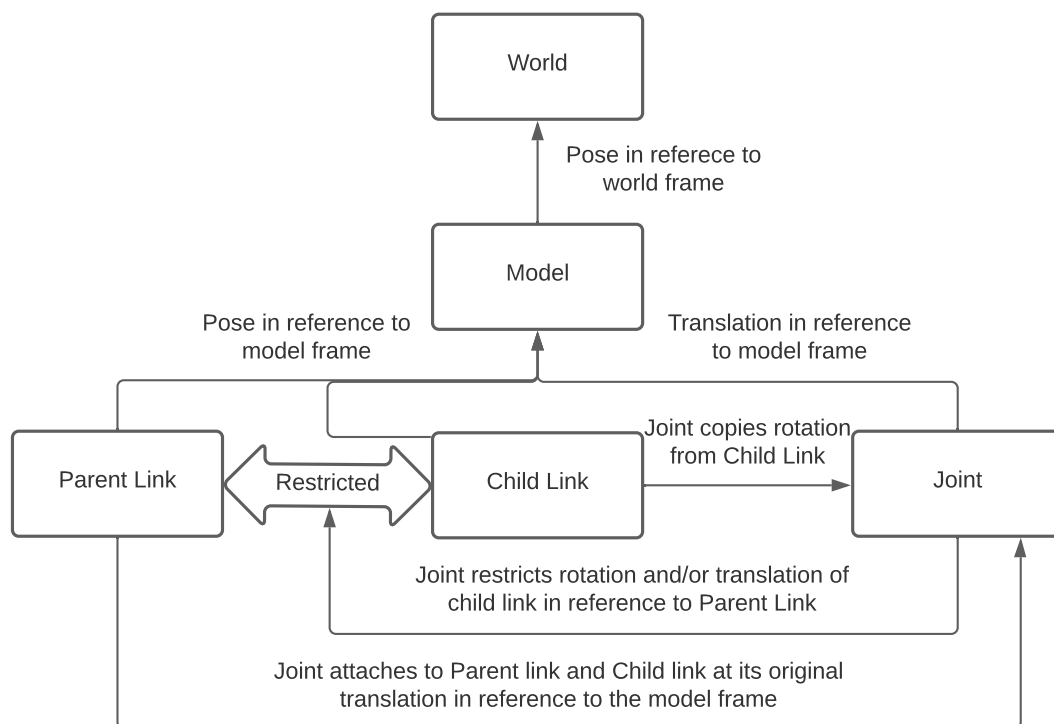 World
Pose in referece to
world frame
Model
Pose in reference to
model frame
Translation in reference
to model frame
Parent Link
Restricted
Child Link
Joint copies rotation
from Child Link
Joint
Joint restricts rotation and/or translation of
child link in reference to Parent Link
Joint attaches to Parent link and Child link at its original
translation in reference to the model frame